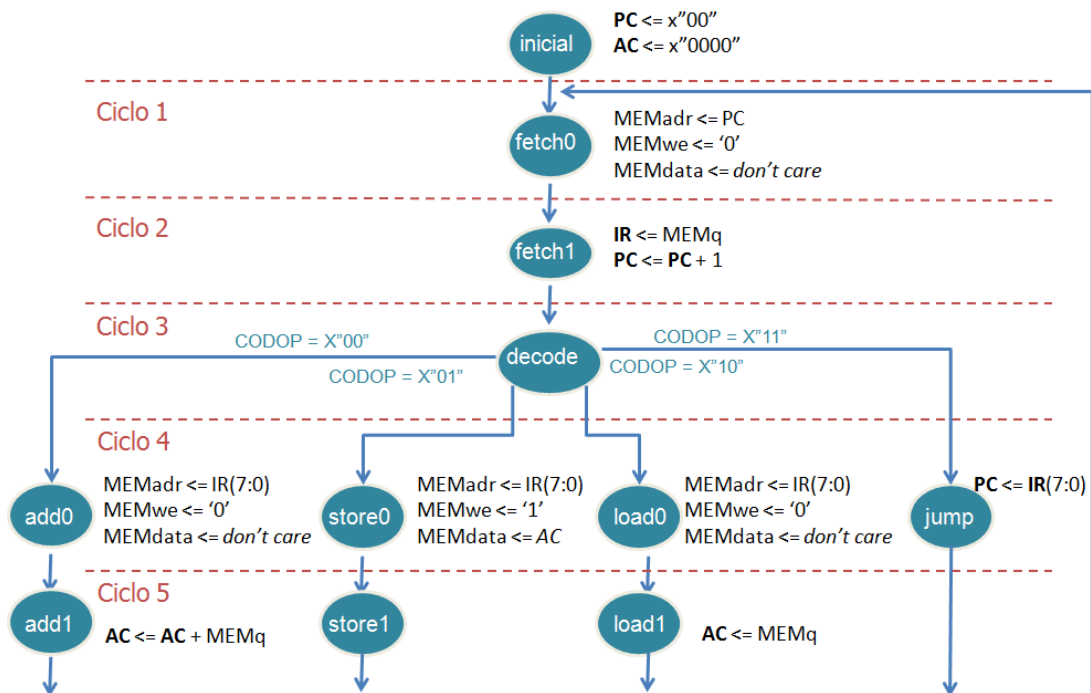 PC <= x”00”
AC <= x”0000”
inicial
Ciclo 1
fetch0
MEMadr <= PC
MEMwe <= ‘0’
MEMdata <= don’t care
Ciclo 2
fetch1
IR <= MEMq
PC <= PC + 1
Ciclo 3
CODOP = X”00”
CODOP = X”01”
decode
CODOP = X”11”
CODOP = X”10”
Ciclo 4
add0
MEMadr <= IR(7:0)
MEMwe <= ‘0’
MEMdata <= don’t care
store0
MEMadr <= IR(7:0)
MEMwe <= ‘1’
MEMdata <= AC
load0
MEMadr <= IR(7:0)
MEMwe <= ‘0’
MEMdata <= don’t care
jump
PC <= IR(7:0)
Ciclo 5
add1
AC <= AC + MEMq
store1
load1
AC <= MEMq